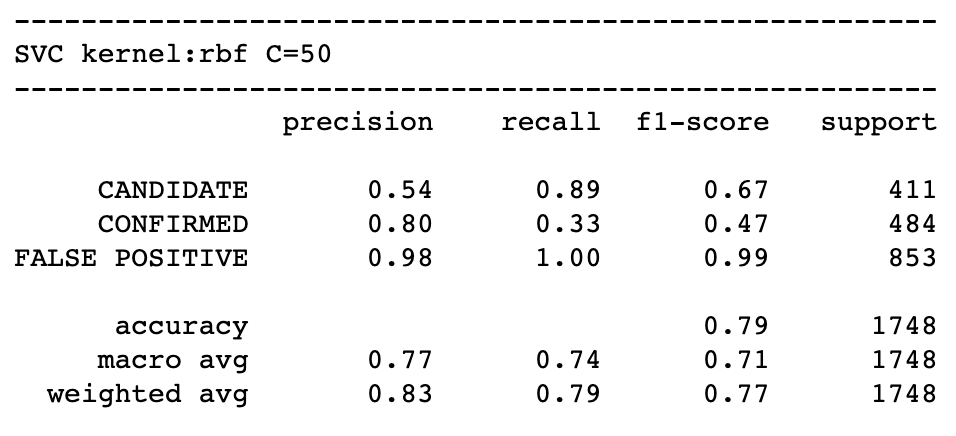 -------------------------------------------------------
SVC kernel:rbf C=50
-------------------------------------------------------
                precision    recall  f1-score   support

     CANDIDATE       0.54      0.89      0.67       411
     CONFIRMED       0.80      0.33      0.47       484
FALSE POSITIVE       0.98      1.00      0.99       853

      accuracy                           0.79      1748
     macro avg       0.77      0.74      0.71      1748
  weighted avg       0.83      0.79      0.77      1748